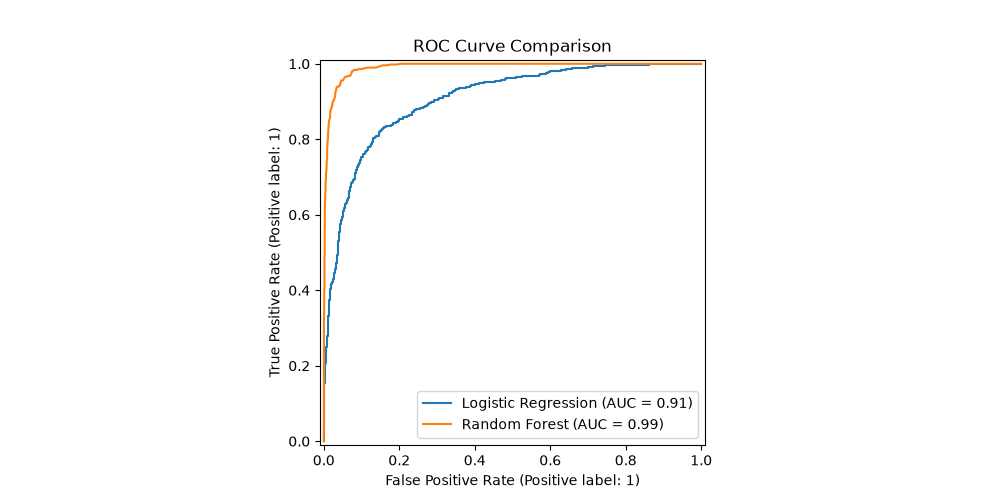 ROC Curve Comparison
True Positive Rate (Positive label: 1)
1.0
0.8
0.6
0.4
0.2
0.0
Logistic Regression (AUC = 0.91)
Random Forest (AUC = 0.99)
0.0 0.2 0.4 0.6 0.8 1.0
False Positive Rate (Positive label: 1)